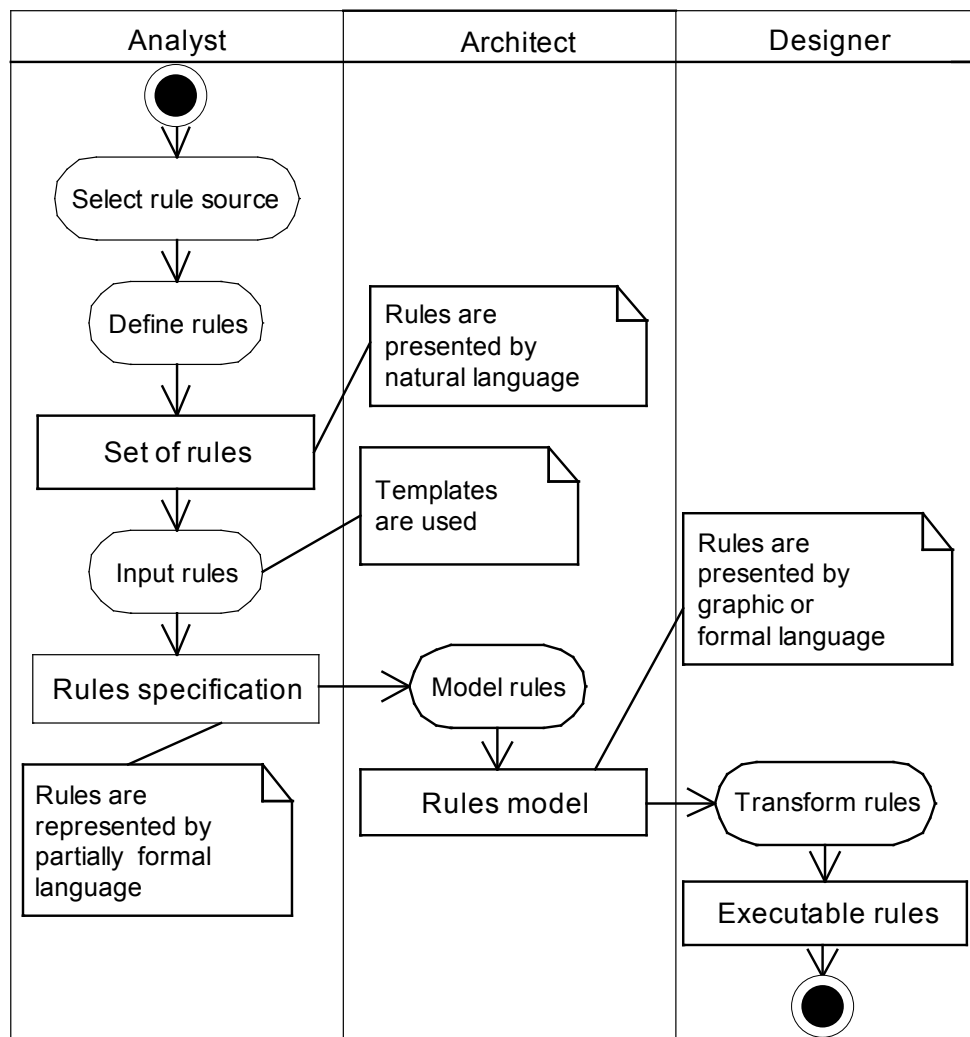 Analyst
Architect
Designer
Select rule source
Define rules
Rules are
presented by
natural language
Set of rules
Templates
are used
Input rules
Rules are
presented by
graphic or
formal language
Rules specification
Model rules
Rules model
Transform rules
Rules are
represented by
partially formal
language
Executable rules